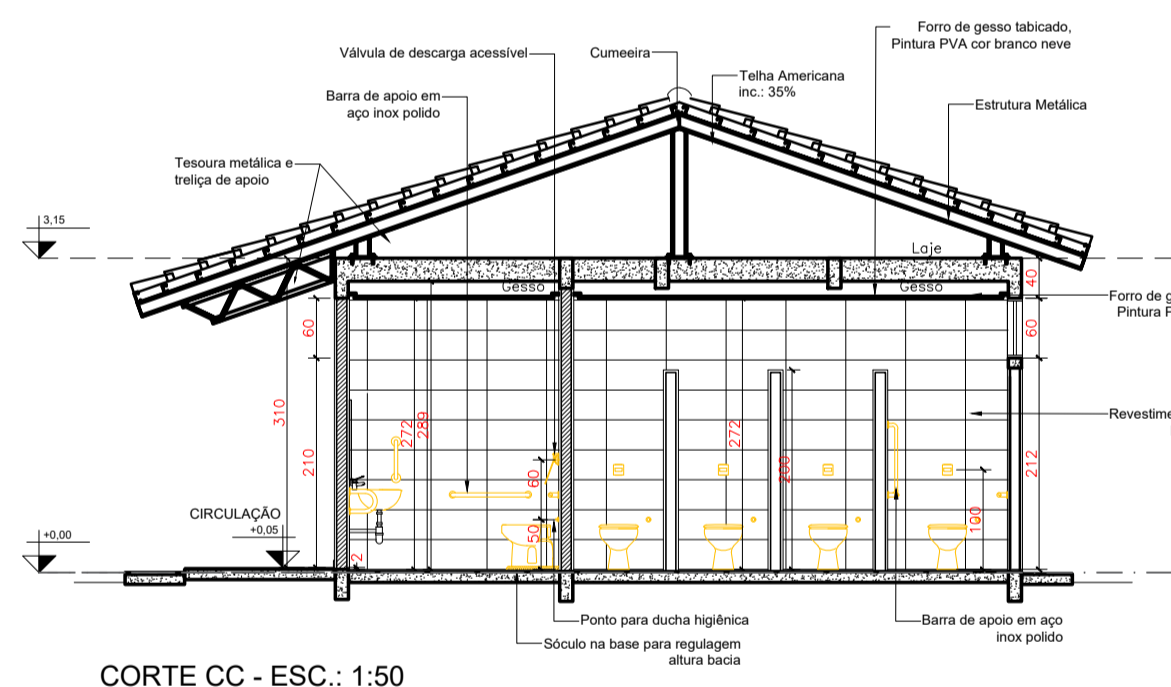 Forro de gesso tabicado,
Pintura PVA cor branco neve
Válvula de descarga acessível
Cumeeira
Telha Americana
inc.: 35%
Barra de apoio em
aço inox polido
Estrutura Metálica
Tesoura metálica e
treliça de apoio
3,15
Laje
Gesso
Gesso
40
Forro de g
Pintura F
60
60
310
272
289
272
200
Revestime
210
60
212
100
CIRCULAÇÃO
+0,05
+0,00
50
2
Ponto para ducha higiênica
Sóculo na base para regulagem
altura bacia
Barra de apoio em aço
inox polido
CORTE CC - ESC.: 1:50